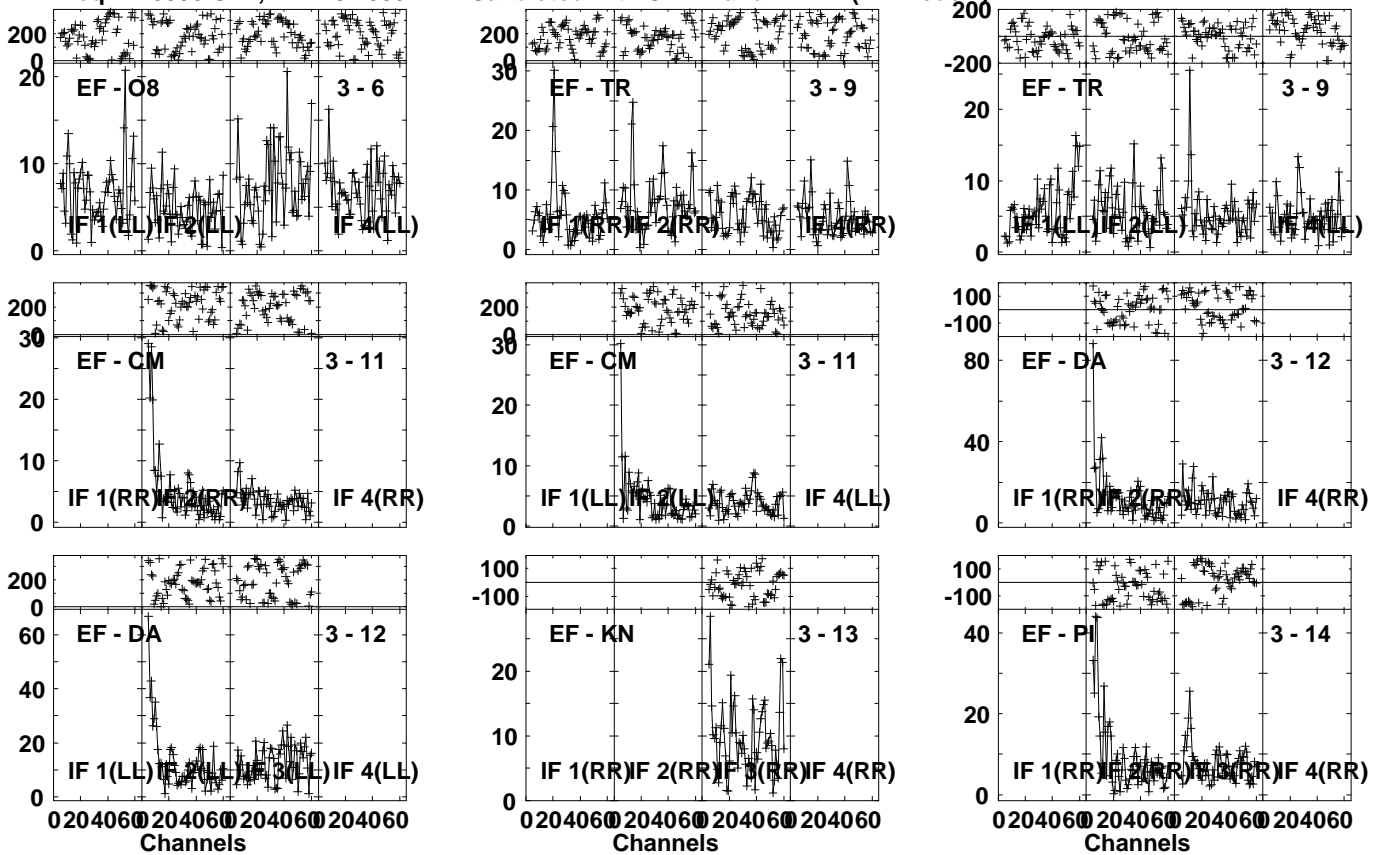 200
0
20
10
0
EF - O8
3 - 6
IF 1(LL)
IF 2(LL)
IF 4(LL)
200
0
30
20
10
0
EF - TR
3 - 9
IF 1(RR)
IF 2(RR)
IF 4(RR)
200
-200
20
10
0
EF - TR
3 - 9
IF 1(LL)
IF 2(LL)
IF 4(LL)
200
0
30
20
10
0
EF - CM
3 - 11
IF 1(RR)
IF 2(RR)
IF 4(RR)
200
0
30
20
10
0
EF - CM
3 - 11
IF 1(LL)
IF 2(LL)
IF 4(LL)
100
-100
80
40
0
EF - DA
3 - 12
IF 1(RR)
IF 2(RR)
IF 4(RR)
200
0
60
40
20
0
EF - DA
3 - 12
IF 1(LL)
IF 2(LL)
IF 3(LL)
IF 4(LL)
0 20 40 60 0 20 40 60 0 20 40 60 0 20 40 60
Channels
100
-100
20
10
0
EF - KN
3 - 13
IF 1(RR)
IF 2(RR)
IF 3(RR)
IF 4(RR)
0 20 40 60 0 20 40 60 0 20 40 60 0 20 40 60
Channels
100
-100
40
20
0
EF - PI
3 - 14
IF 1(RR)
IF 2(RR)
IF 3(RR)
IF 4(RR)
0 20 40 60 0 20 40 60 0 20 40 60 0 20 40 60
Channels